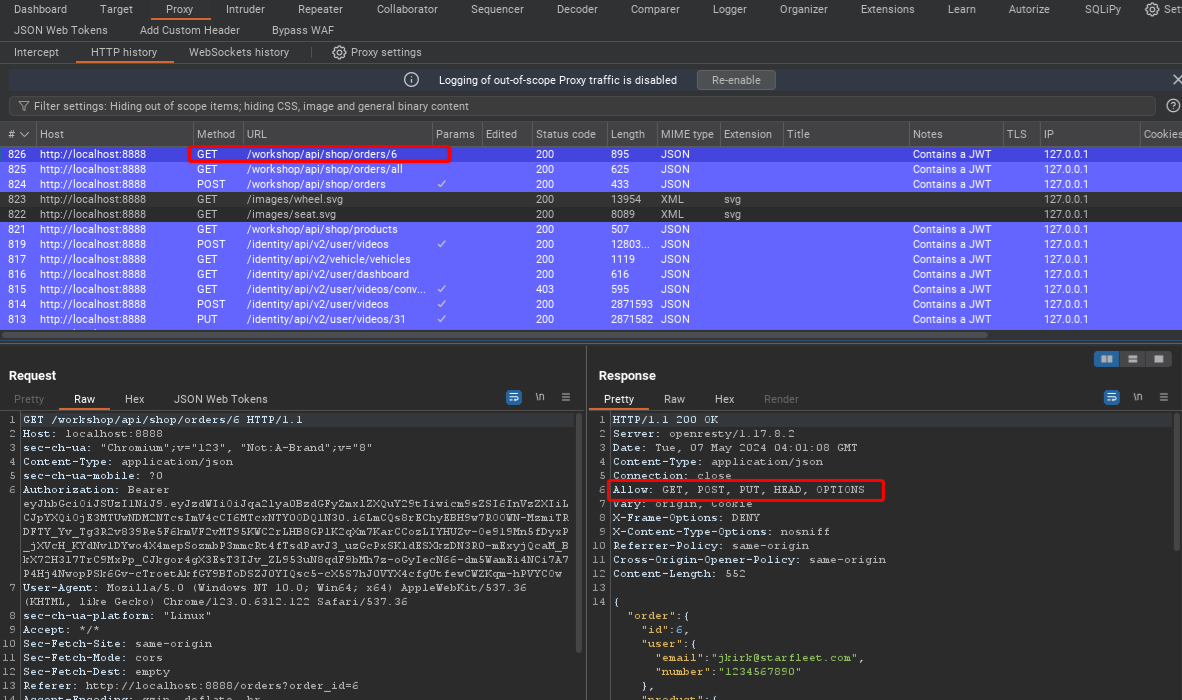 Dashboard Target Proxy Intruder Repeater Collaborator Sequencer Decoder Comparer Logger Organizer Extensions Learn Autorize SQLiPy Set
JSON Web Tokens Add Custom Header Bypass WAF
Intercept HTTP history WebSockets history Proxy settings
Logging of out-of-scope Proxy traffic is disabled Re-enable
Filter settings: Hiding out of scope items; hiding CSS, image and general binary content
# Host Method URL Params Edited Status code Length MIME type Extension Title Notes TLS IP Cookies
826 http://localhost:8888 GET /workshop/api/shop/orders/6 200 895 JSON Contains a JWT 127.0.0.1
825 http://localhost:8888 GET /workshop/api/shop/orders/all 200 625 JSON Contains a JWT 127.0.0.1
824 http://localhost:8888 POST /workshop/api/shop/orders ✓ 200 433 JSON Contains a JWT 127.0.0.1
823 http://localhost:8888 GET /images/wheel.svg 200 13954 XML svg 127.0.0.1
822 http://localhost:8888 GET /images/seat.svg 200 8089 XML svg 127.0.0.1
821 http://localhost:8888 GET /workshop/api/shop/products 200 507 JSON Contains a JWT 127.0.0.1
819 http://localhost:8888 POST /identity/api/v2/user/videos ✓ 200 12803... JSON Contains a JWT 127.0.0.1
817 http://localhost:8888 GET /identity/api/v2/vehicle/vehicles 200 1119 JSON Contains a JWT 127.0.0.1
816 http://localhost:8888 GET /identity/api/v2/user/dashboard 200 616 JSON Contains a JWT 127.0.0.1
815 http://localhost:8888 GET /identity/api/v2/user/videos/conv... ✓ 403 595 JSON Contains a JWT 127.0.0.1
814 http://localhost:8888 POST /identity/api/v2/user/videos ✓ 200 2871593 JSON Contains a JWT 127.0.0.1
813 http://localhost:8888 PUT /identity/api/v2/user/videos/31 ✓ 200 2871582 JSON Contains a JWT 127.0.0.1
Request
Pretty Raw Hex JSON Web Tokens \n
1 GET /workshop/api/shop/orders/6 HTTP/1.1
2 Host: localhost:8888
3 sec-ch-ua: "Chromium";v="123", "Not:A-Brand";v="8"
4 Content-Type: application/json
5 sec-ch-ua-mobile: ?0
6 Authorization: Bearer
7 User-Agent: Mozilla/5.0 (Windows NT 10.0; Win64; x64) AppleWebKit/537.36
(KHTML, like Gecko) Chrome/123.0.6312.122 Safari/537.36
8 sec-ch-ua-platform: "Linux"
9 Accept: */*
10 Sec-Fetch-Site: same-origin
11 Sec-Fetch-Mode: cors
12 Sec-Fetch-Dest: empty
13 Referer: http://localhost:8888/orders?order_id=6
14 Accept-Encoding: gzip, deflate, br
Response
Pretty Raw Hex Render \n
1 HTTP/1.1 200 OK
2 Server: openresty/1.17.8.2
3 Date: Tue, 07 May 2024 04:01:08 GMT
4 Content-Type: application/json
5 Connection: close
6 Allow: GET, POST, PUT, HEAD, OPTIONS
7 Vary: origin, Cookie
8 X-Frame-Options: DENY
9 X-Content-Type-Options: nosniff
10 Referrer-Policy: same-origin
11 Cross-Origin-Opener-Policy: same-origin
12 Content-Length: 552
13
14 {
"order":{
"id":6,
"user":{
"email":"jkirk@starfleet.com",
"number":"1234567890"
},
"product":{